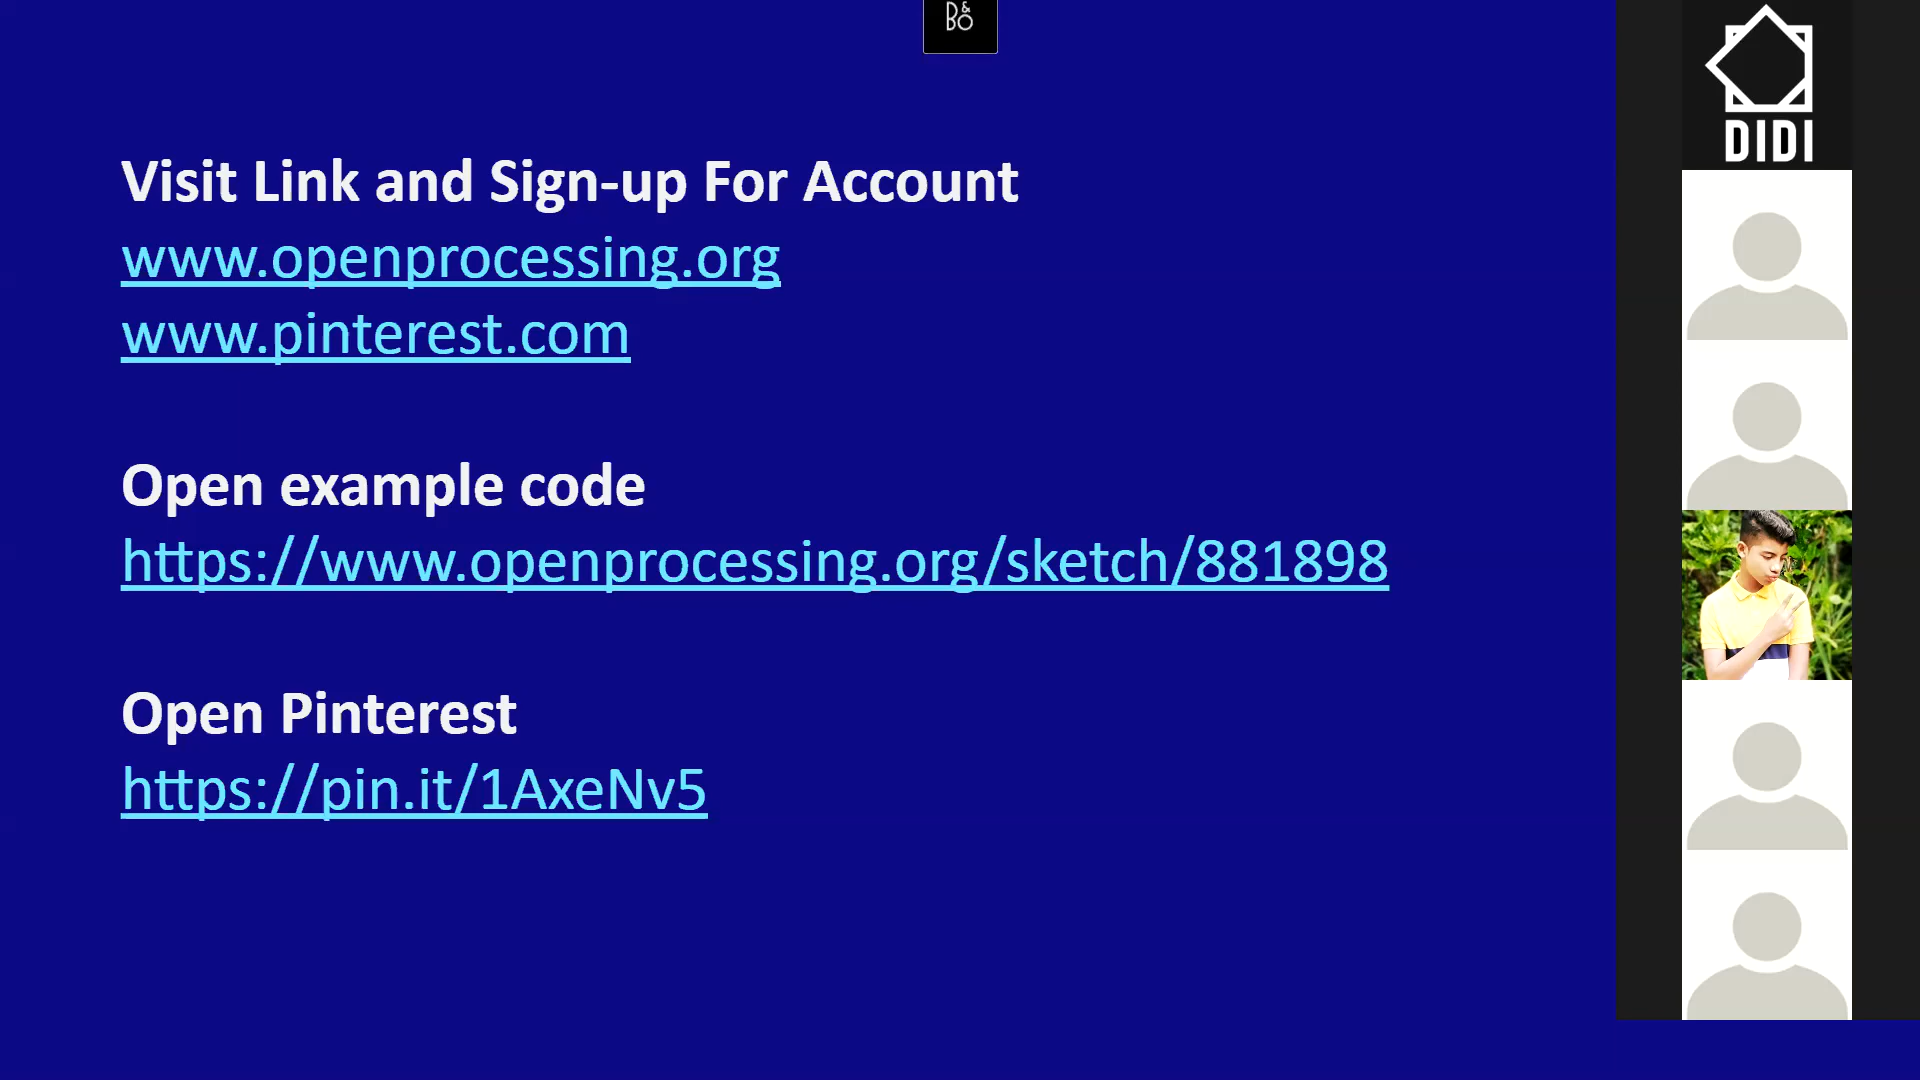 B&O
DIDI
Visit Link and Sign-up For Account
www.openprocessing.org
www.pinterest.com
Open example code
https://www.openprocessing.org/sketch/881898
Open Pinterest
https://pin.it/1AxeNv5